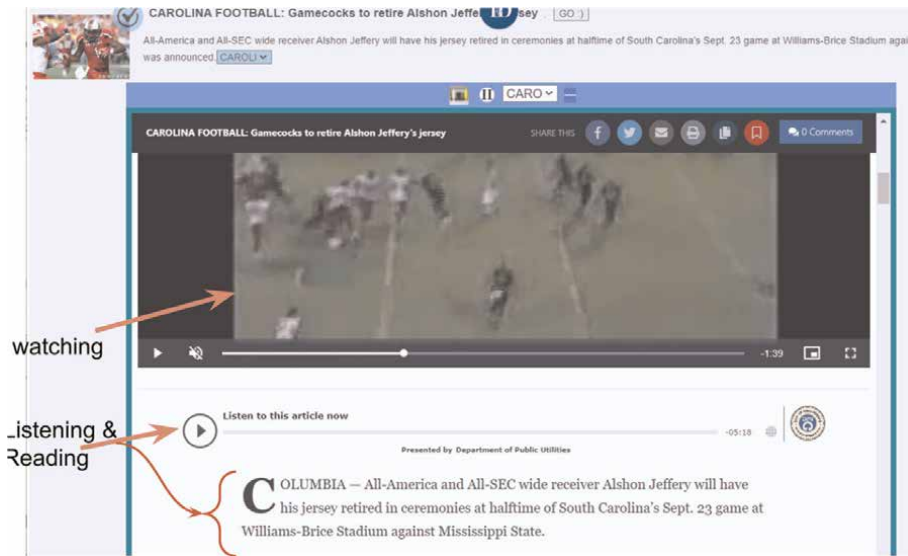 CAROLINA FOOTBALL: Gamecocks to retire Alshon Jeffe sey . GO :)
All-America and All-SEC wide receiver Alshon Jeffery will have his jersey retired in ceremonies at halftime of South Carolina's Sept. 23 game at Williams-Brice Stadium agai
was announced. CAROLI
CARO
CAROLINA FOOTBALL: Gamecocks to retire Alshon Jeffery's jersey
SHARE THIS
0 Comments
watching
-1:39
Listening &
Reading
Listen to this article now
-05:18
Presented by Department of Public Utilities
COLUMBIA — All-America and All-SEC wide receiver Alshon Jeffery will have
his jersey retired in ceremonies at halftime of South Carolina's Sept. 23 game at
Williams-Brice Stadium against Mississippi State.